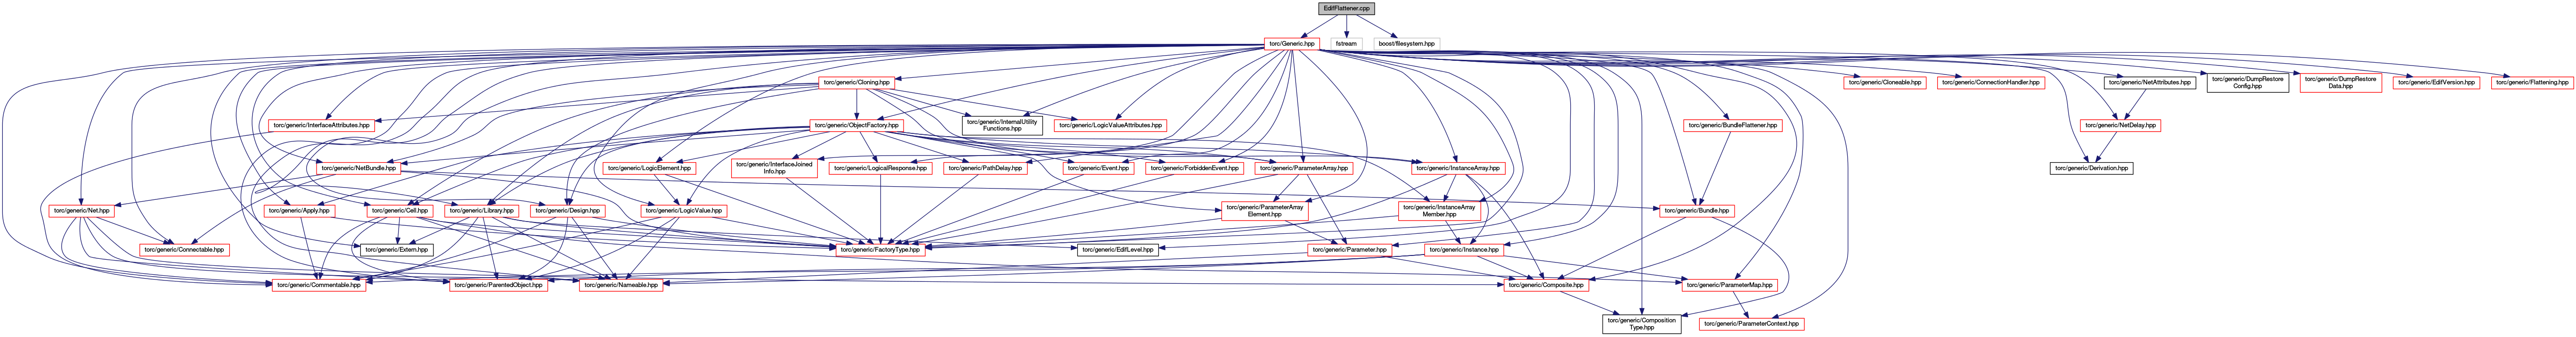 EdifFlattener.cpp
torc/Generic.hpp
fstream
boost/filesystem.hpp
torc/generic/Cloning.hpp
torc/generic/Cloneable.hpp
torc/generic/ConnectionHandler.hpp
torc/generic/NetAttributes.hpp
torc/generic/DumpRestore
Config.hpp
torc/generic/DumpRestore
Data.hpp
torc/generic/EdifVersion.hpp
torc/generic/Flattening.hpp
torc/generic/InterfaceAttributes.hpp
torc/generic/ObjectFactory.hpp
torc/generic/InternalUtility
Functions.hpp
torc/generic/LogicValueAttributes.hpp
torc/generic/BundleFlattener.hpp
torc/generic/NetDelay.hpp
torc/generic/NetBundle.hpp
torc/generic/LogicElement.hpp
torc/generic/InterfaceJoined
Info.hpp
torc/generic/LogicalResponse.hpp
torc/generic/PathDelay.hpp
torc/generic/Event.hpp
torc/generic/ForbiddenEvent.hpp
torc/generic/ParameterArray.hpp
torc/generic/InstanceArray.hpp
torc/generic/Derivation.hpp
torc/generic/Net.hpp
torc/generic/Apply.hpp
torc/generic/Cell.hpp
torc/generic/Library.hpp
torc/generic/Design.hpp
torc/generic/LogicValue.hpp
torc/generic/ParameterArray
Element.hpp
torc/generic/InstanceArray
Member.hpp
torc/generic/Bundle.hpp
torc/generic/Connectable.hpp
torc/generic/Extern.hpp
torc/generic/FactoryType.hpp
torc/generic/EdifLevel.hpp
torc/generic/Parameter.hpp
torc/generic/Instance.hpp
torc/generic/Commentable.hpp
torc/generic/ParentedObject.hpp
torc/generic/Nameable.hpp
torc/generic/Composite.hpp
torc/generic/ParameterMap.hpp
torc/generic/Composition
Type.hpp
torc/generic/ParameterContext.hpp